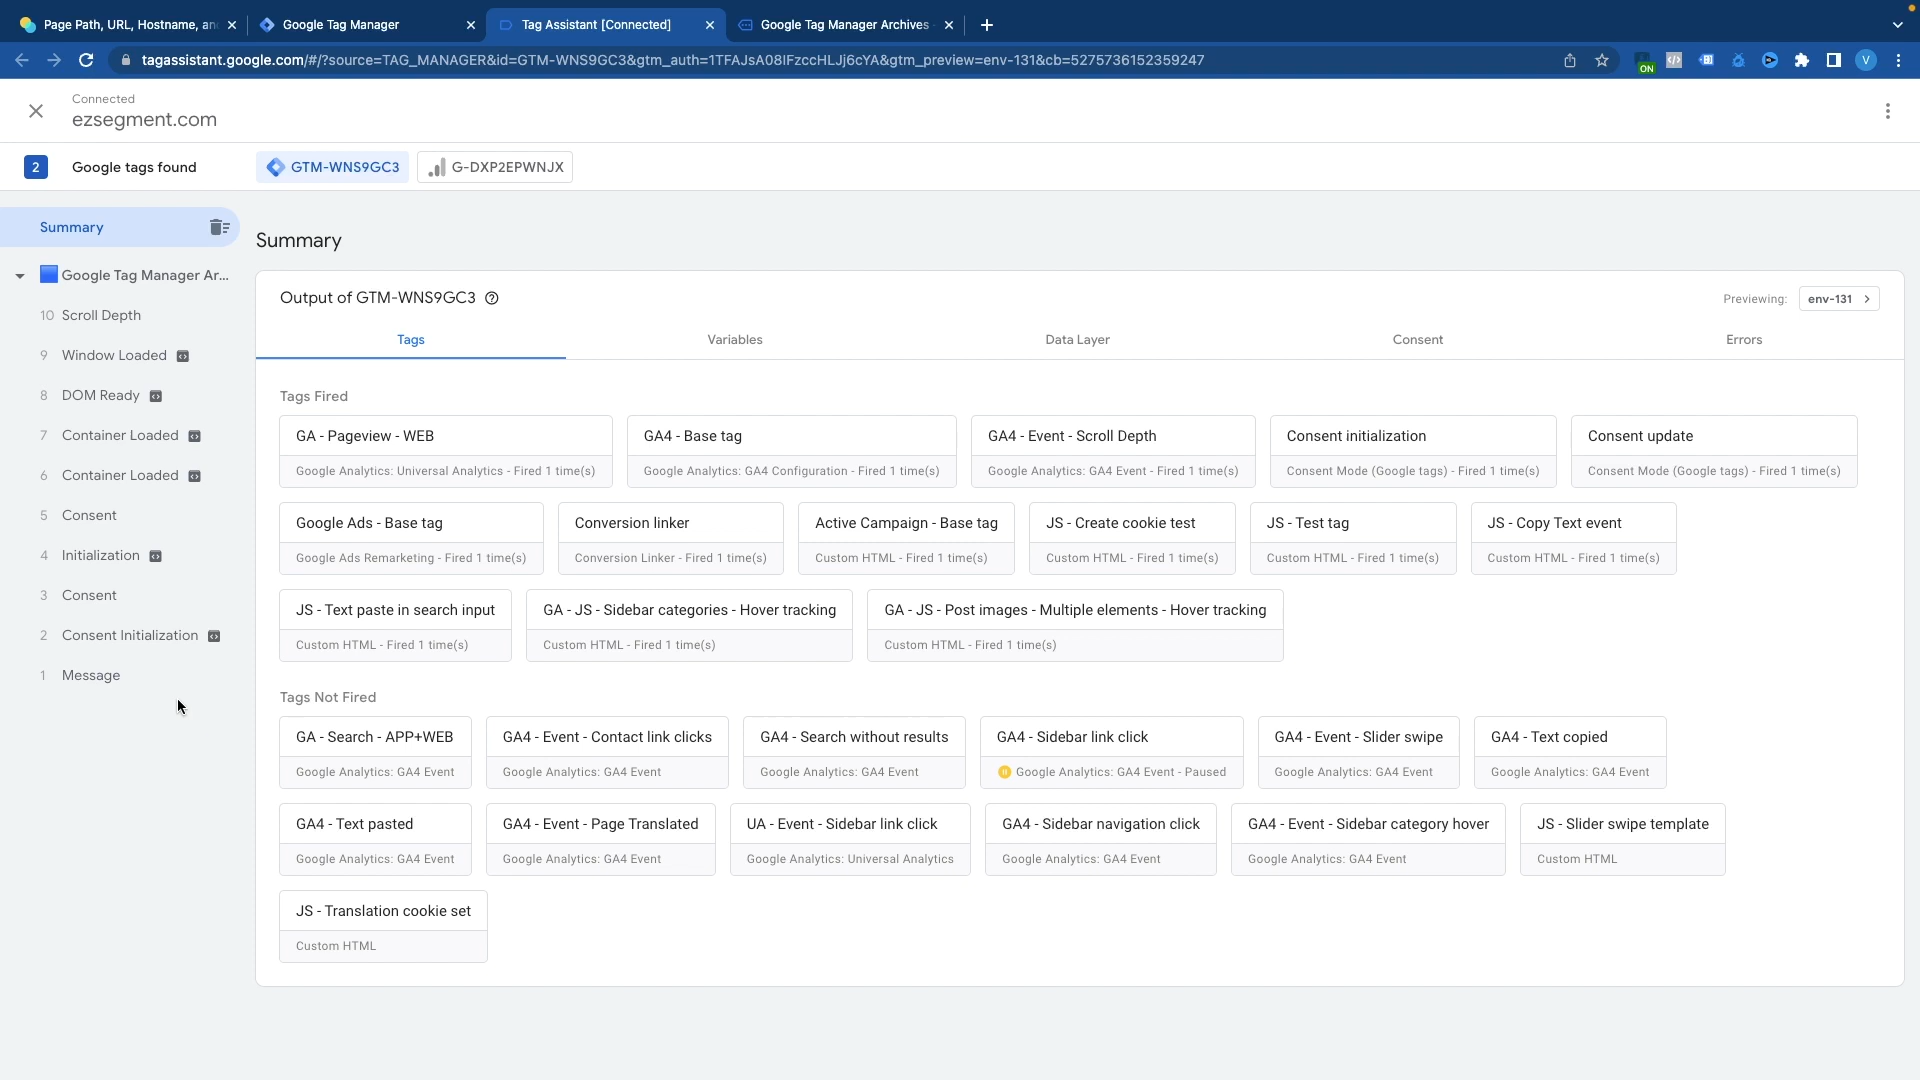 Page Path, URL, Hostname, an
Google Tag Manager
Tag Assistant [Connected]
Google Tag Manager Archives
tagassistant.google.com/#/?source=TAG_MANAGER&id=GTM-WNS9GC3&gtm_auth=1TFAJsA08IFzccHLJj6cYA&gtm_preview=env-131&cb=5275736152359247
ON
V
Connected
ezsegment.com
2
Google tags found
GTM-WNS9GC3
G-DXP2EPWNJX
Summary
Google Tag Manager Ar...
10 Scroll Depth
9 Window Loaded
8 DOM Ready
7 Container Loaded
6 Container Loaded
5 Consent
4 Initialization
3 Consent
2 Consent Initialization
1 Message
Summary
Output of GTM-WNS9GC3
Previewing: env-131
Tags
Variables
Data Layer
Consent
Errors
Tags Fired
GA - Pageview - WEB
Google Analytics: Universal Analytics - Fired 1 time(s)
GA4 - Base tag
Google Analytics: GA4 Configuration - Fired 1 time(s)
GA4 - Event - Scroll Depth
Google Analytics: GA4 Event - Fired 1 time(s)
Consent initialization
Consent Mode (Google tags) - Fired 1 time(s)
Consent update
Consent Mode (Google tags) - Fired 1 time(s)
Google Ads - Base tag
Google Ads Remarketing - Fired 1 time(s)
Conversion linker
Conversion Linker - Fired 1 time(s)
Active Campaign - Base tag
Custom HTML - Fired 1 time(s)
JS - Create cookie test
Custom HTML - Fired 1 time(s)
JS - Test tag
Custom HTML - Fired 1 time(s)
JS - Copy Text event
Custom HTML - Fired 1 time(s)
JS - Text paste in search input
Custom HTML - Fired 1 time(s)
GA - JS - Sidebar categories - Hover tracking
Custom HTML - Fired 1 time(s)
GA - JS - Post images - Multiple elements - Hover tracking
Custom HTML - Fired 1 time(s)
Tags Not Fired
GA - Search - APP+WEB
Google Analytics: GA4 Event
GA4 - Event - Contact link clicks
Google Analytics: GA4 Event
GA4 - Search without results
Google Analytics: GA4 Event
GA4 - Sidebar link click
Google Analytics: GA4 Event - Paused
GA4 - Event - Slider swipe
Google Analytics: GA4 Event
GA4 - Text copied
Google Analytics: GA4 Event
GA4 - Text pasted
Google Analytics: GA4 Event
GA4 - Event - Page Translated
Google Analytics: GA4 Event
UA - Event - Sidebar link click
Google Analytics: Universal Analytics
GA4 - Sidebar navigation click
Google Analytics: GA4 Event
GA4 - Event - Sidebar category hover
Google Analytics: GA4 Event
JS - Slider swipe template
Custom HTML
JS - Translation cookie set
Custom HTML